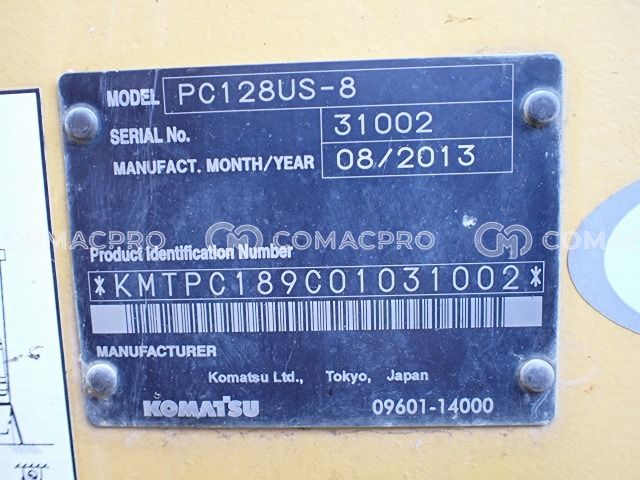 MODEL PC128US-8
SERIAL No. 31002
MANUFACT. MONTH/YEAR 08/2013
COMACPRO COMACPRO
Product Identification Number
*KMTPC189C01031002*
MANUFACTURER
Komatsu Ltd., Tokyo, Japan
KOMATSU 09601-14000